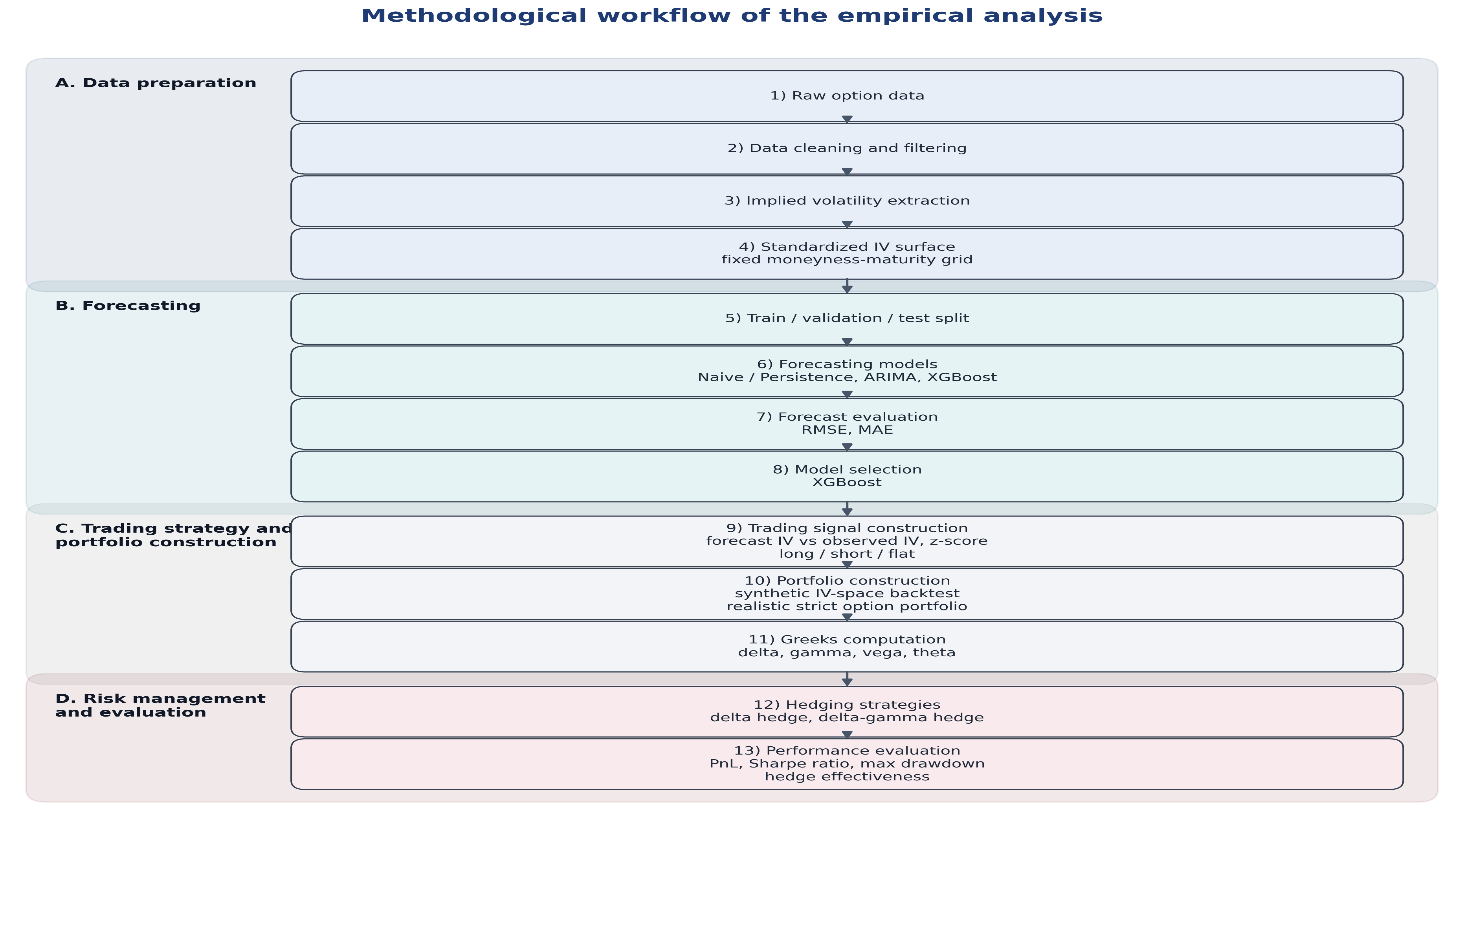 Methodological workflow of the empirical analysis
A. Data preparation
1) Raw option data
2) Data cleaning and filtering
3) Implied volatility extraction
4) Standardized IV surface
fixed moneyness-maturity grid
B. Forecasting
5) Train / validation / test split
6) Forecasting models
Naive / Persistence, ARIMA, XGBoost
7) Forecast evaluation
RMSE, MAE
8) Model selection
XGBoost
C. Trading strategy and
portfolio construction
9) Trading signal construction
forecast IV vs observed IV, z-score
long / short / flat
10) Portfolio construction
synthetic IV-space backtest
realistic strict option portfolio
11) Greeks computation
delta, gamma, vega, theta
D. Risk management
and evaluation
12) Hedging strategies
delta hedge, delta-gamma hedge
13) Performance evaluation
PnL, Sharpe ratio, max drawdown
hedge effectiveness